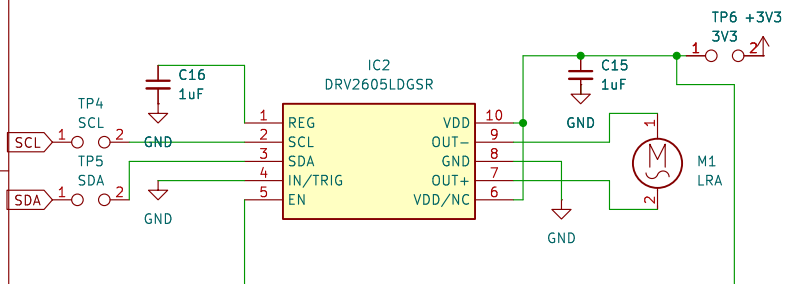 TP6 +3V3
3V3
1 2
IC2
DRV2605LDGSR
C16
1uF
C15
1uF
GND
TP4
SCL
SCL 1 2
GND
TP5
SDA
SDA 1 2
GND
1 REG
2 SCL
3 SDA
4 IN/TRIG
5 EN
VDD 10
OUT- 9
GND 8
OUT+ 7
VDD/NC 6
GND
1
M
2
M1
LRA